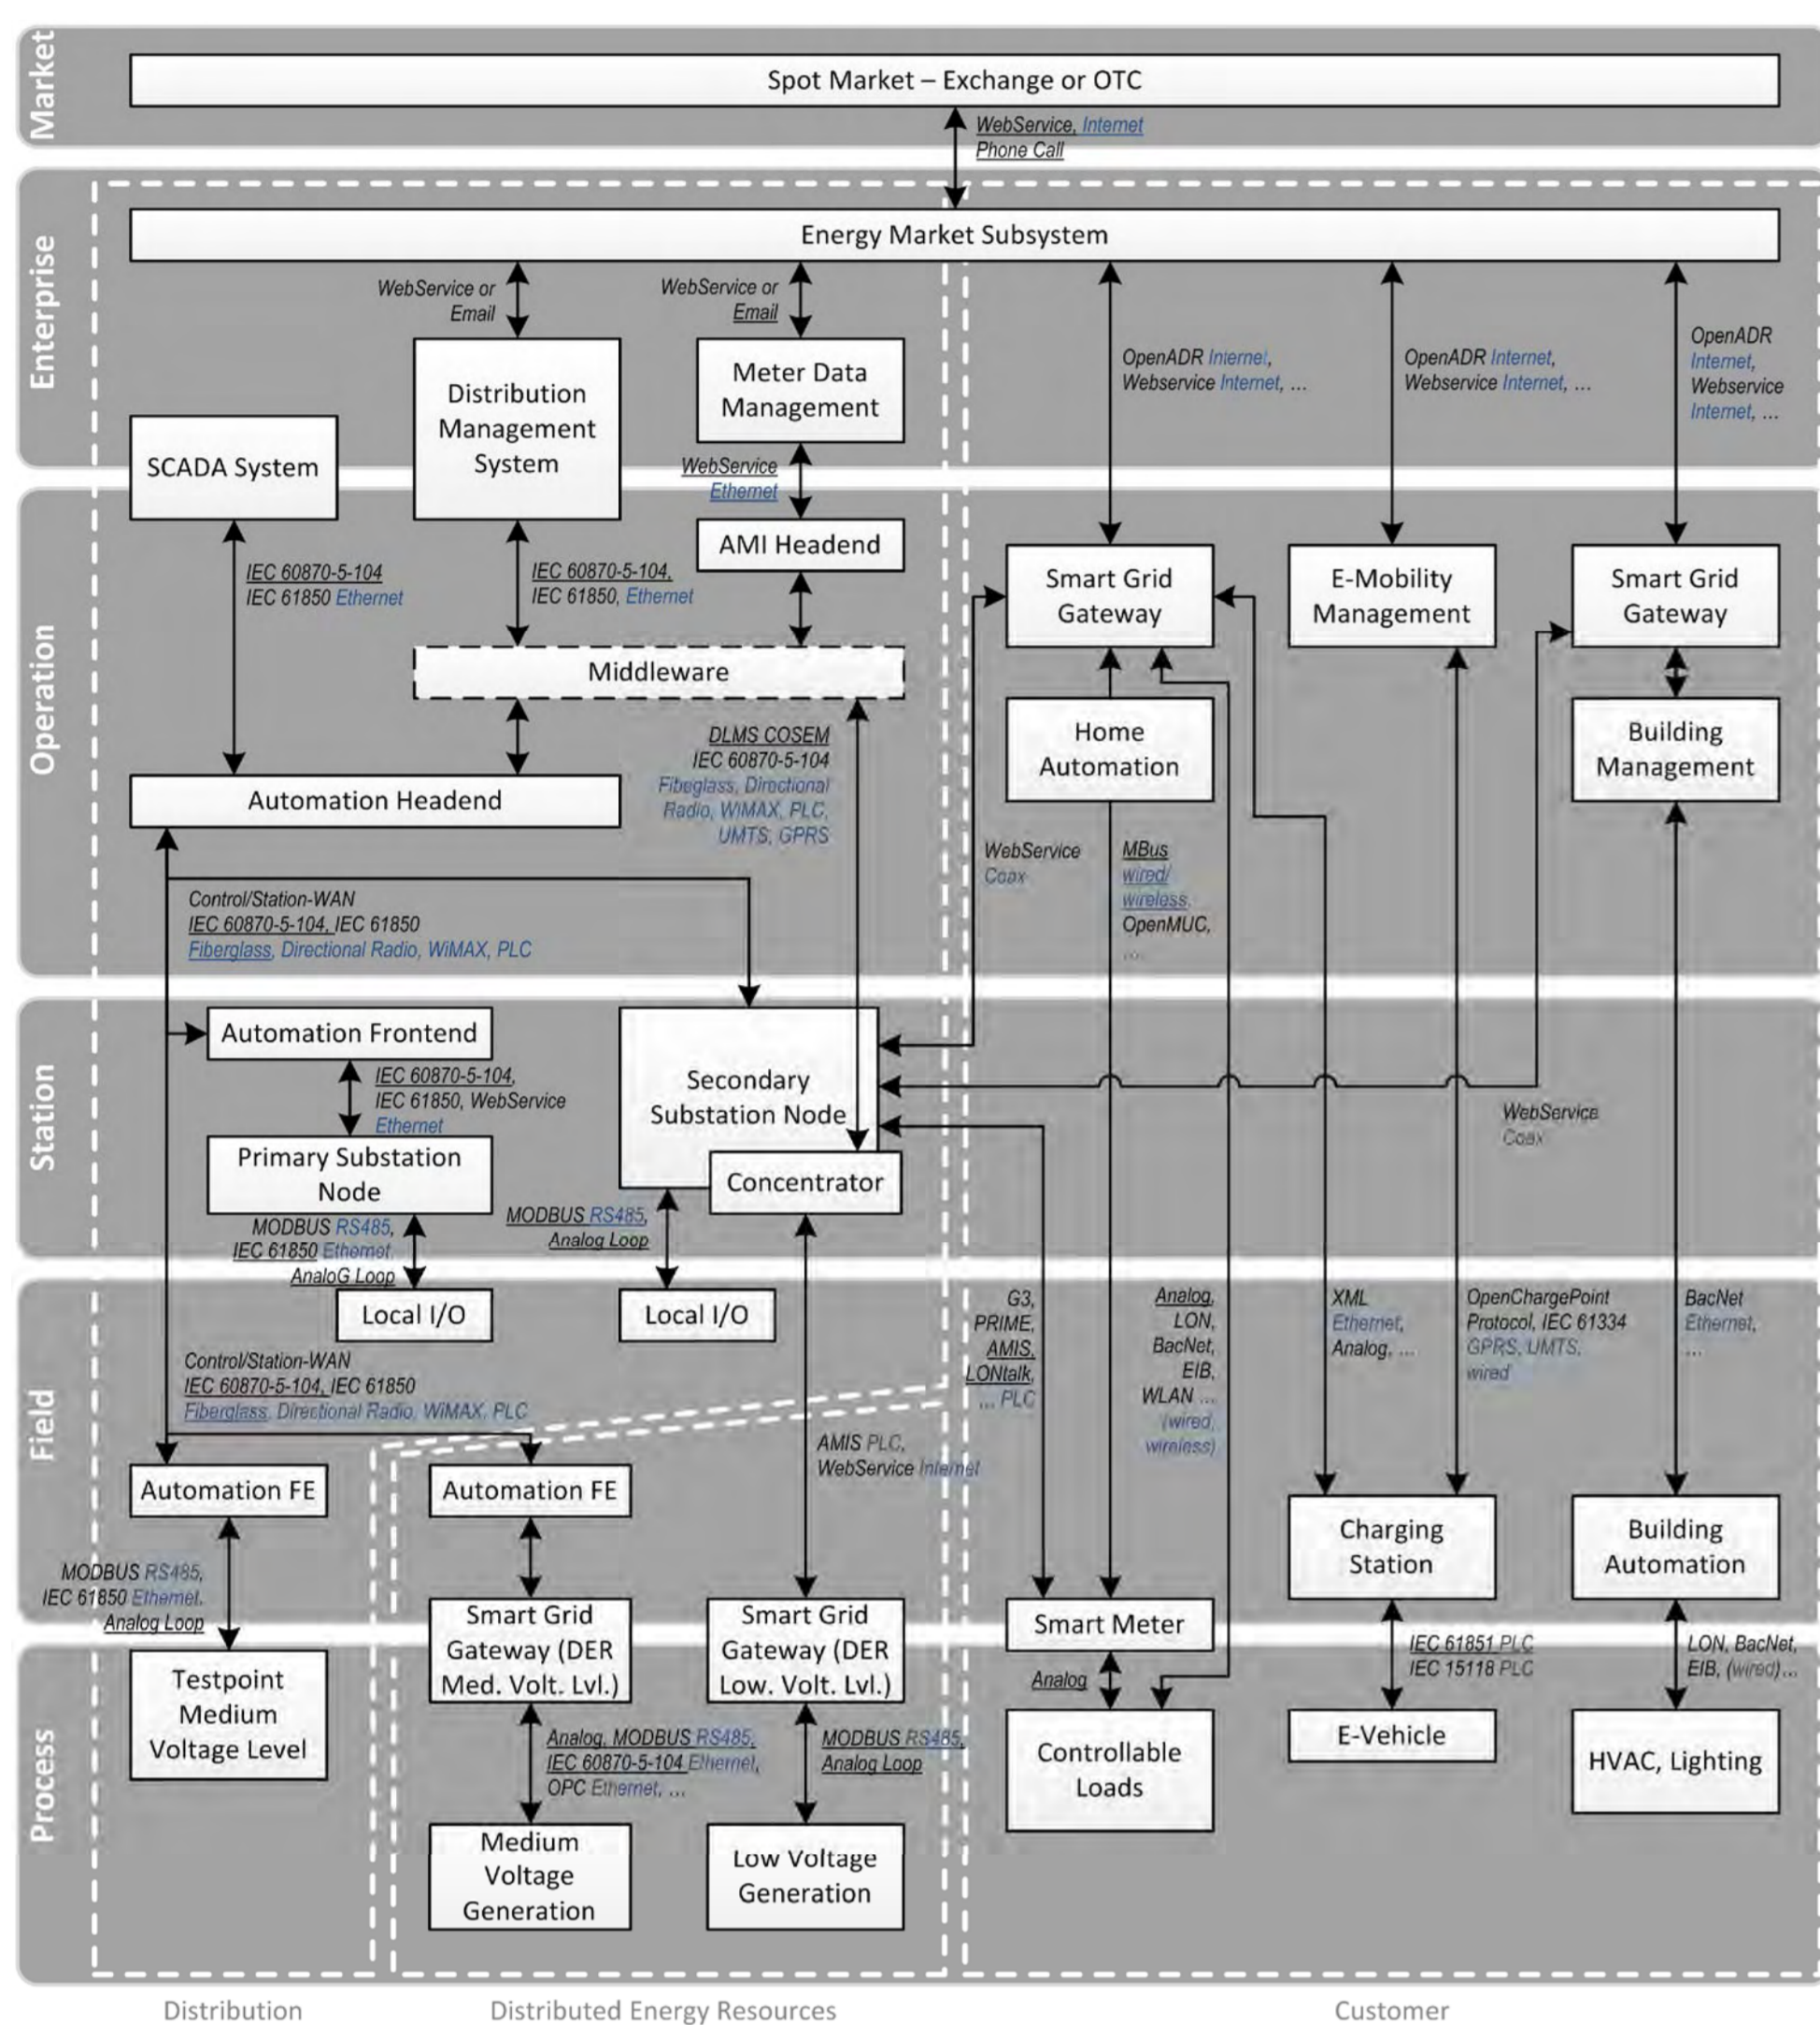 Market
Spot Market – Exchange or OTC
WebService, Internet
Phone Call
Enterprise
Energy Market Subsystem
WebService or
Email
WebService or
Email
Distribution
Management
System
Meter Data
Management
OpenADR Internet,
Webservice Internet, ...
OpenADR Internet,
Webservice Internet, ...
OpenADR
Internet,
Webservice
Internet, ...
SCADA System
WebService
Ethernet
Operation
AMI Headend
IEC 60870-5-104
IEC 61850 Ethernet
IEC 60870-5-104,
IEC 61850, Ethernet
Smart Grid
Gateway
E-Mobility
Management
Smart Grid
Gateway
Middleware
DLMS COSEM
IEC 60870-5-104
Fibeglass, Directional
Radio, WiMAX, PLC,
UMTS, GPRS
Home
Automation
Building
Management
Automation Headend
WebService
Coax
MBus
wired/
wireless,
OpenMUC,
...
Control/Station-WAN
IEC 60870-5-104, IEC 61850
Fiberglass, Directional Radio, WiMAX, PLC
Station
Automation Frontend
IEC 60870-5-104,
IEC 61850, WebService
Ethernet
Secondary
Substation Node
WebService
Coax
Primary Substation
Node
Concentrator
MODBUS RS485,
IEC 61850 Ethernet,
AnaloG Loop
MODBUS RS485,
Analog Loop
Field
Local I/O
Local I/O
G3,
PRIME,
AMIS,
LONtalk,
... PLC
Analog,
LON,
BacNet,
EIB,
WLAN ...
(wired,
wireless)
XML
Ethernet,
Analog, ...
OpenChargePoint
Protocol, IEC 61334
GPRS, UMTS,
wired
BacNet
Ethernet,
...
Control/Station-WAN
IEC 60870-5-104, IEC 61850
Fiberglass, Directional Radio, WiMAX, PLC
AMIS PLC,
WebService Internet
Automation FE
Automation FE
Charging
Station
Building
Automation
MODBUS RS485,
IEC 61850 Ethernet,
Analog Loop
Smart Grid
Gateway (DER
Med. Volt. Lvl.)
Smart Grid
Gateway (DER
Low. Volt. Lvl.)
Smart Meter
Process
IEC 61851 PLC
IEC 15118 PLC
LON, BacNet,
EIB, (wired)...
Testpoint
Medium
Voltage Level
Analog
Analog, MODBUS RS485,
IEC 60870-5-104 Ethernet,
OPC Ethernet, ...
MODBUS RS485,
Analog Loop
Controllable
Loads
E-Vehicle
HVAC, Lighting
Medium
Voltage
Generation
Low Voltage
Generation
Distribution
Distributed Energy Resources
Customer